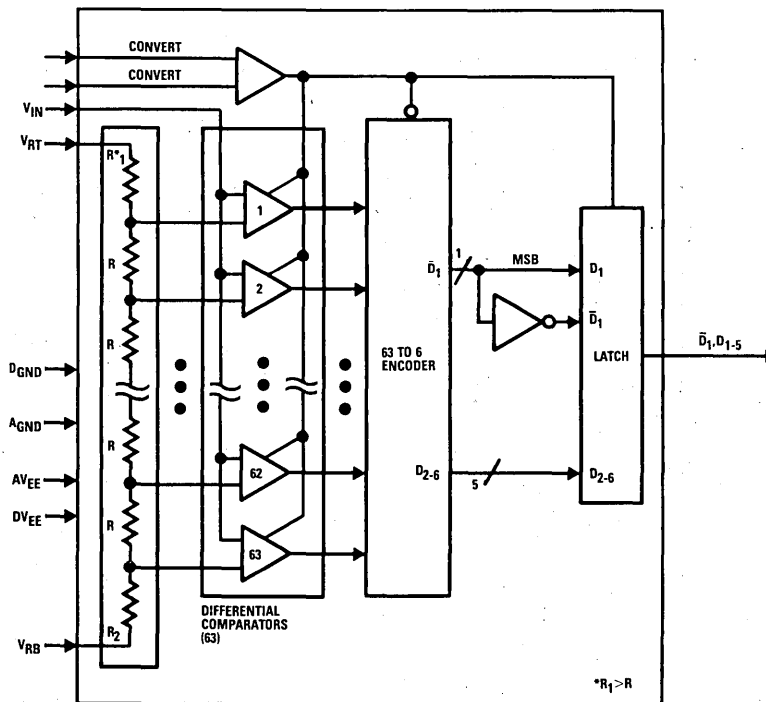 CONVERT
CONVERT
V_IN
V_RT
R*1
1
R
2
R
D_GND
A_GND
AV_EE
DV_EE
R
62
R
63
R2
V_RB
DIFFERENTIAL
COMPARATORS
(63)
63 TO 6
ENCODER
D̄1
1
MSB
D1
D̄1
LATCH
D2-6
5
D2-6
D̄1,D1-5
*R1>R